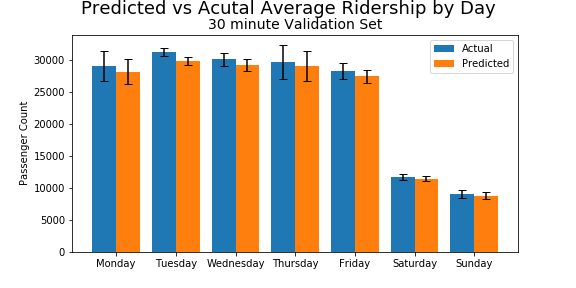 Predicted vs Acutal Average Ridership by Day
30 minute Validation Set
Actual
Predicted
Passenger Count
30000
25000
20000
15000
10000
5000
0
Monday Tuesday Wednesday Thursday Friday Saturday Sunday